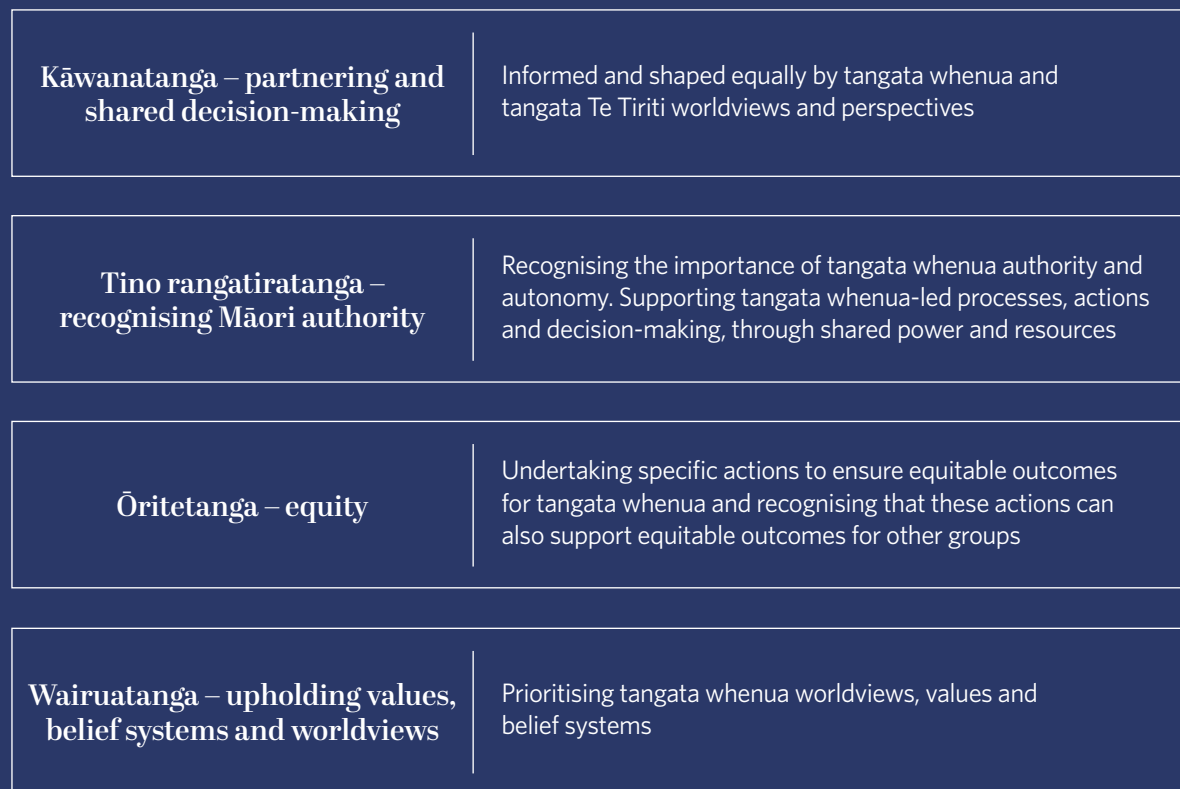 Kāwanatanga – partnering and
shared decision-making
Informed and shaped equally by tangata whenua and
tangata Te Tiriti worldviews and perspectives
Tino rangatiratanga –
recognising Māori authority
Recognising the importance of tangata whenua authority and
autonomy. Supporting tangata whenua-led processes, actions
and decision-making, through shared power and resources
Ōritetanga – equity
Undertaking specific actions to ensure equitable outcomes
for tangata whenua and recognising that these actions can
also support equitable outcomes for other groups
Wairuatanga – upholding values,
belief systems and worldviews
Prioritising tangata whenua worldviews, values and
belief systems